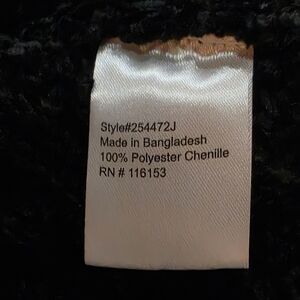 Style#254472J
Made in Bangladesh
100% Polyester Chenille
RN # 116153